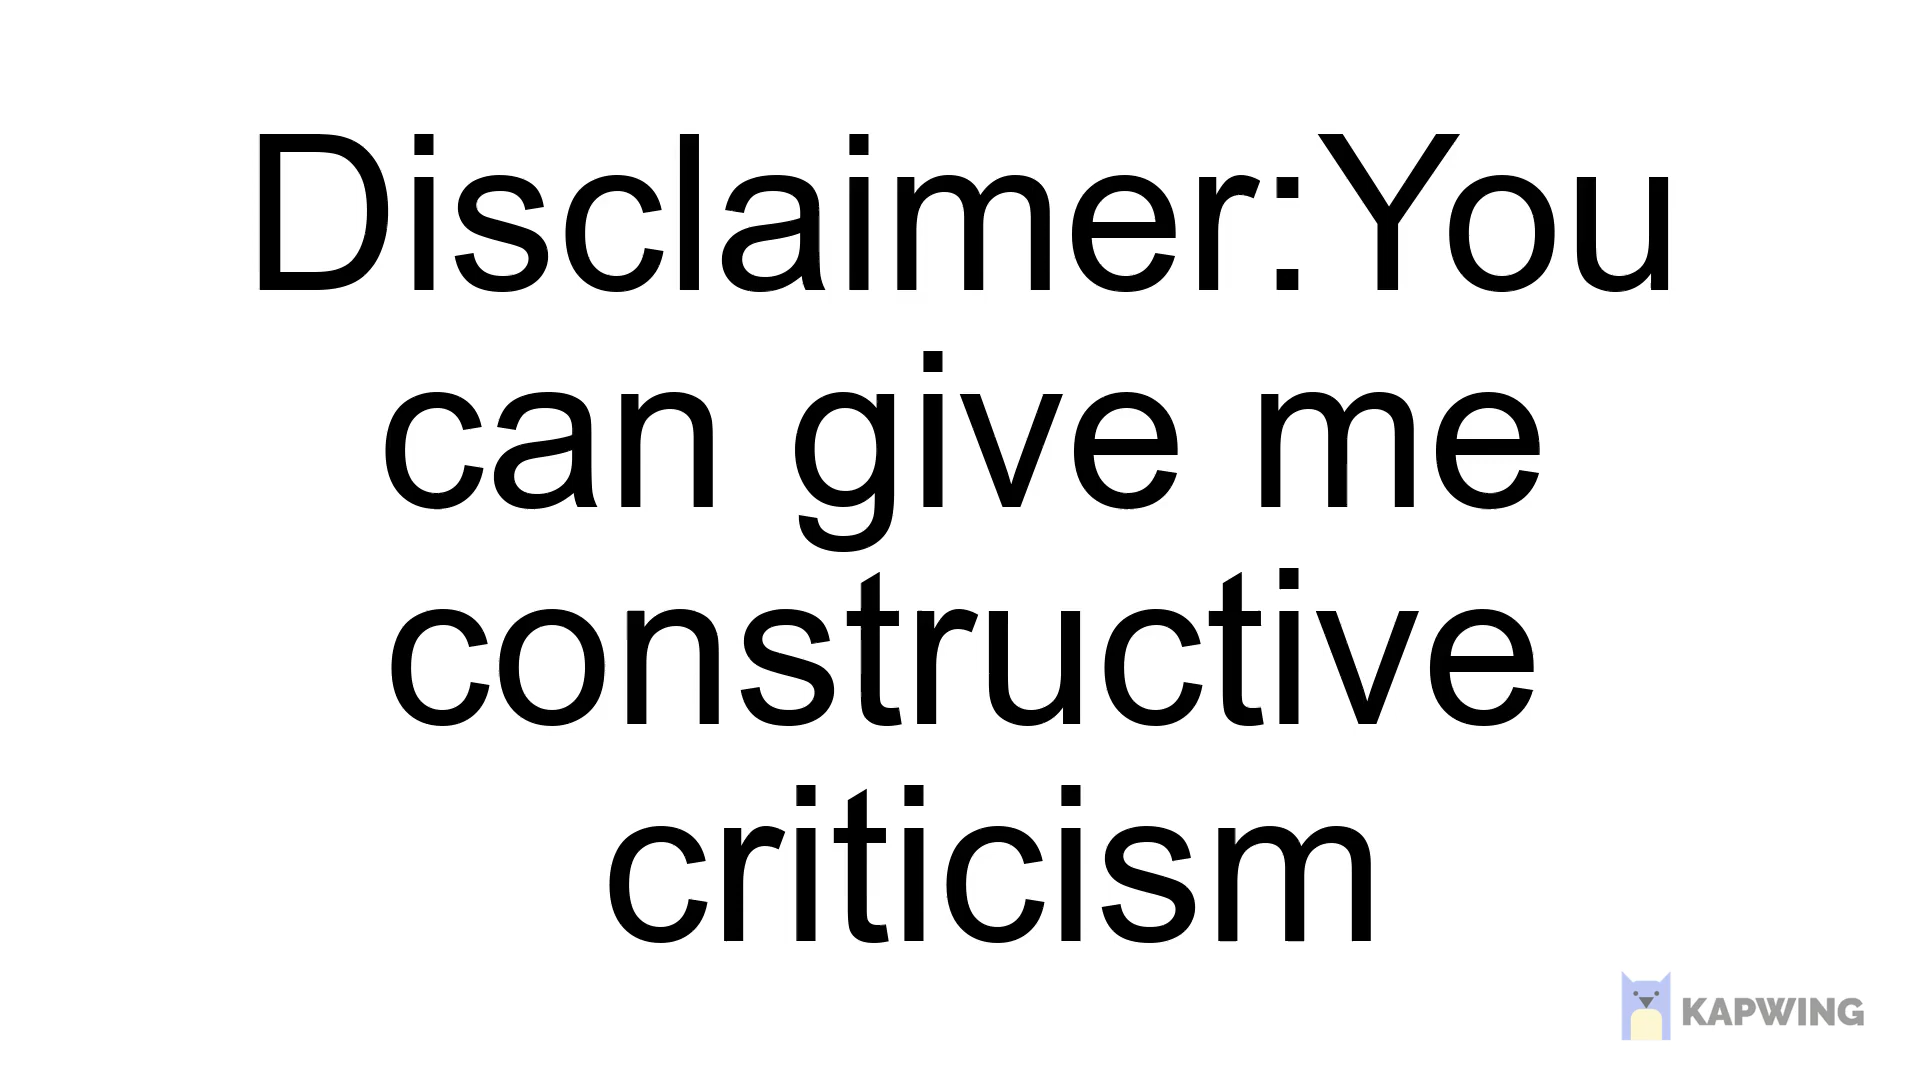 Disclaimer:You
can give me
constructive
criticism
KAPWING